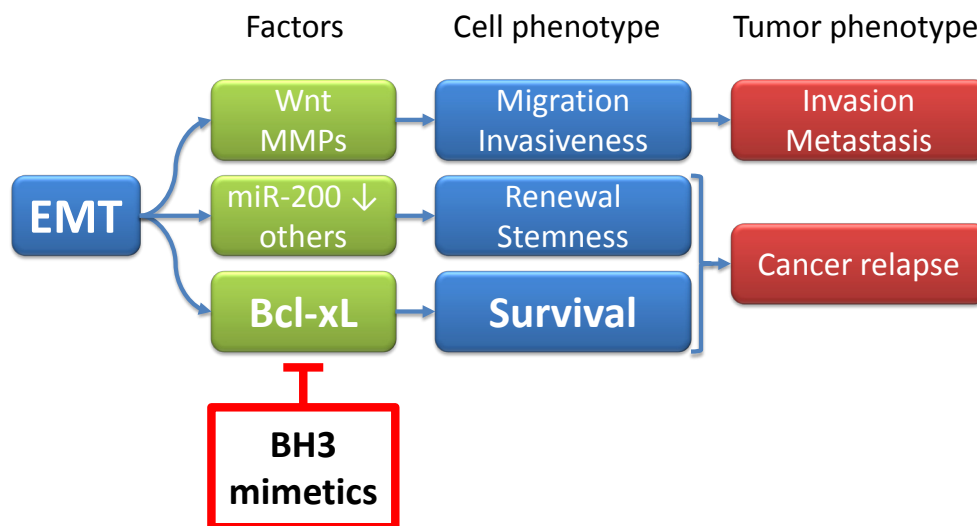 Factors
Cell phenotype
Tumor phenotype
Wnt
MMPs
Migration
Invasiveness
Invasion
Metastasis
EMT
miR-200 ↓
others
Renewal
Stemness
Cancer relapse
Bcl-xL
Survival
BH3
mimetics